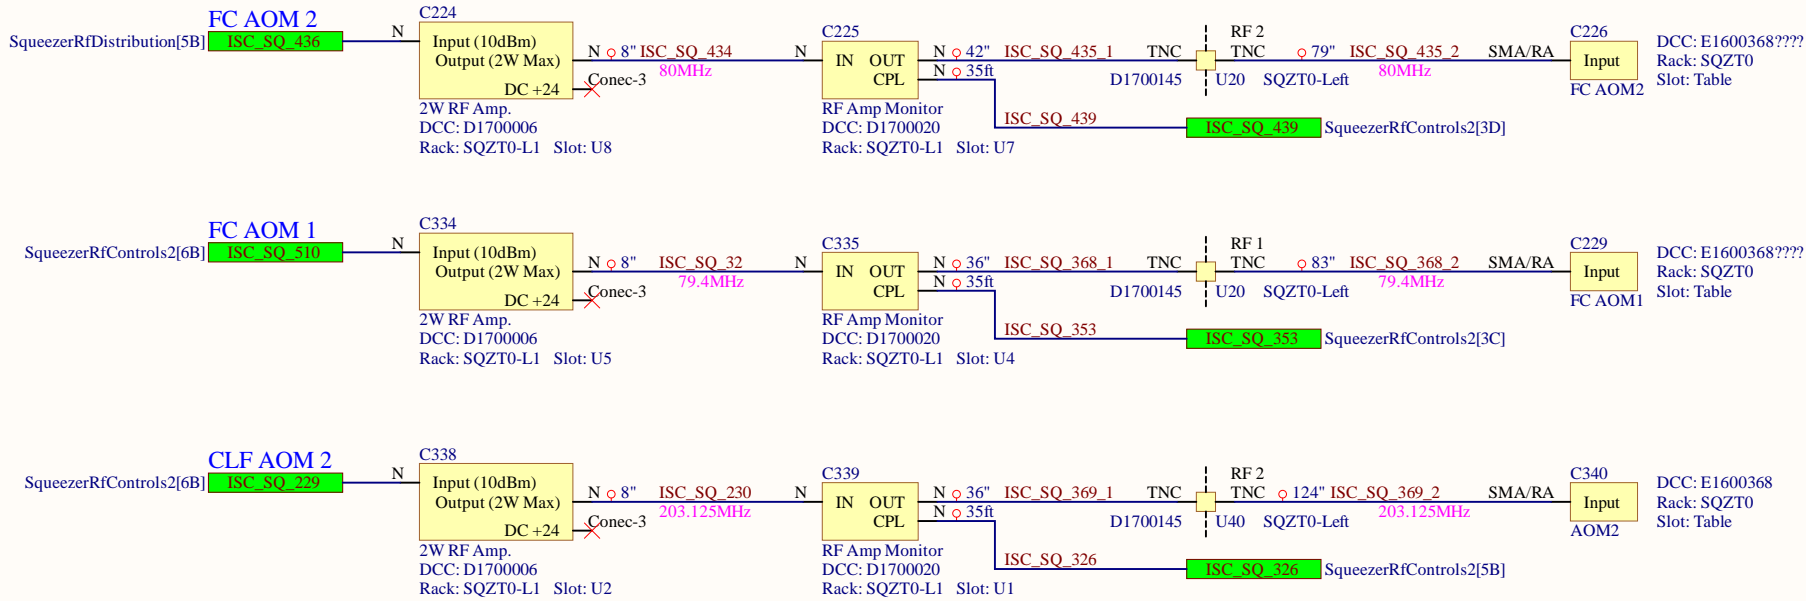 FC AOM 2
SqueezerRfDistribution[5B] ISC_SQ_436 N
C224
Input (10dBm)
Output (2W Max)
DC +24
2W RF Amp.
DCC: D1700006
Rack: SQZT0-L1 Slot: U8
N 8" ISC_SQ_434 N
80MHz
Conec-3
C225
IN OUT
CPL
RF Amp Monitor
DCC: D1700020
Rack: SQZT0-L1 Slot: U7
N 42" ISC_SQ_435_1 TNC
N 35ft
D1700145
ISC_SQ_439
ISC_SQ_439 SqueezerRfControls2[3D]
RF 2
TNC 79" ISC_SQ_435_2 SMA/RA
U20 SQZT0-Left
80MHz
C226
Input
FC AOM2
DCC: E1600368????
Rack: SQZT0
Slot: Table
FC AOM 1
SqueezerRfControls2[6B] ISC_SQ_510 N
C334
Input (10dBm)
Output (2W Max)
DC +24
2W RF Amp.
DCC: D1700006
Rack: SQZT0-L1 Slot: U5
N 8" ISC_SQ_32 N
79.4MHz
Conec-3
C335
IN OUT
CPL
RF Amp Monitor
DCC: D1700020
Rack: SQZT0-L1 Slot: U4
N 36" ISC_SQ_368_1 TNC
N 35ft
D1700145
ISC_SQ_353
ISC_SQ_353 SqueezerRfControls2[3C]
RF 1
TNC 83" ISC_SQ_368_2 SMA/RA
U20 SQZT0-Left
79.4MHz
C229
Input
FC AOM1
DCC: E1600368????
Rack: SQZT0
Slot: Table
CLF AOM 2
SqueezerRfControls2[6B] ISC_SQ_229 N
C338
Input (10dBm)
Output (2W Max)
DC +24
2W RF Amp.
DCC: D1700006
Rack: SQZT0-L1 Slot: U2
N 8" ISC_SQ_230 N
203.125MHz
Conec-3
C339
IN OUT
CPL
RF Amp Monitor
DCC: D1700020
Rack: SQZT0-L1 Slot: U1
N 36" ISC_SQ_369_1 TNC
N 35ft
D1700145
ISC_SQ_326
ISC_SQ_326 SqueezerRfControls2[5B]
RF 2
TNC 124" ISC_SQ_369_2 SMA/RA
U40 SQZT0-Left
203.125MHz
C340
Input
AOM2
DCC: E1600368
Rack: SQZT0
Slot: Table